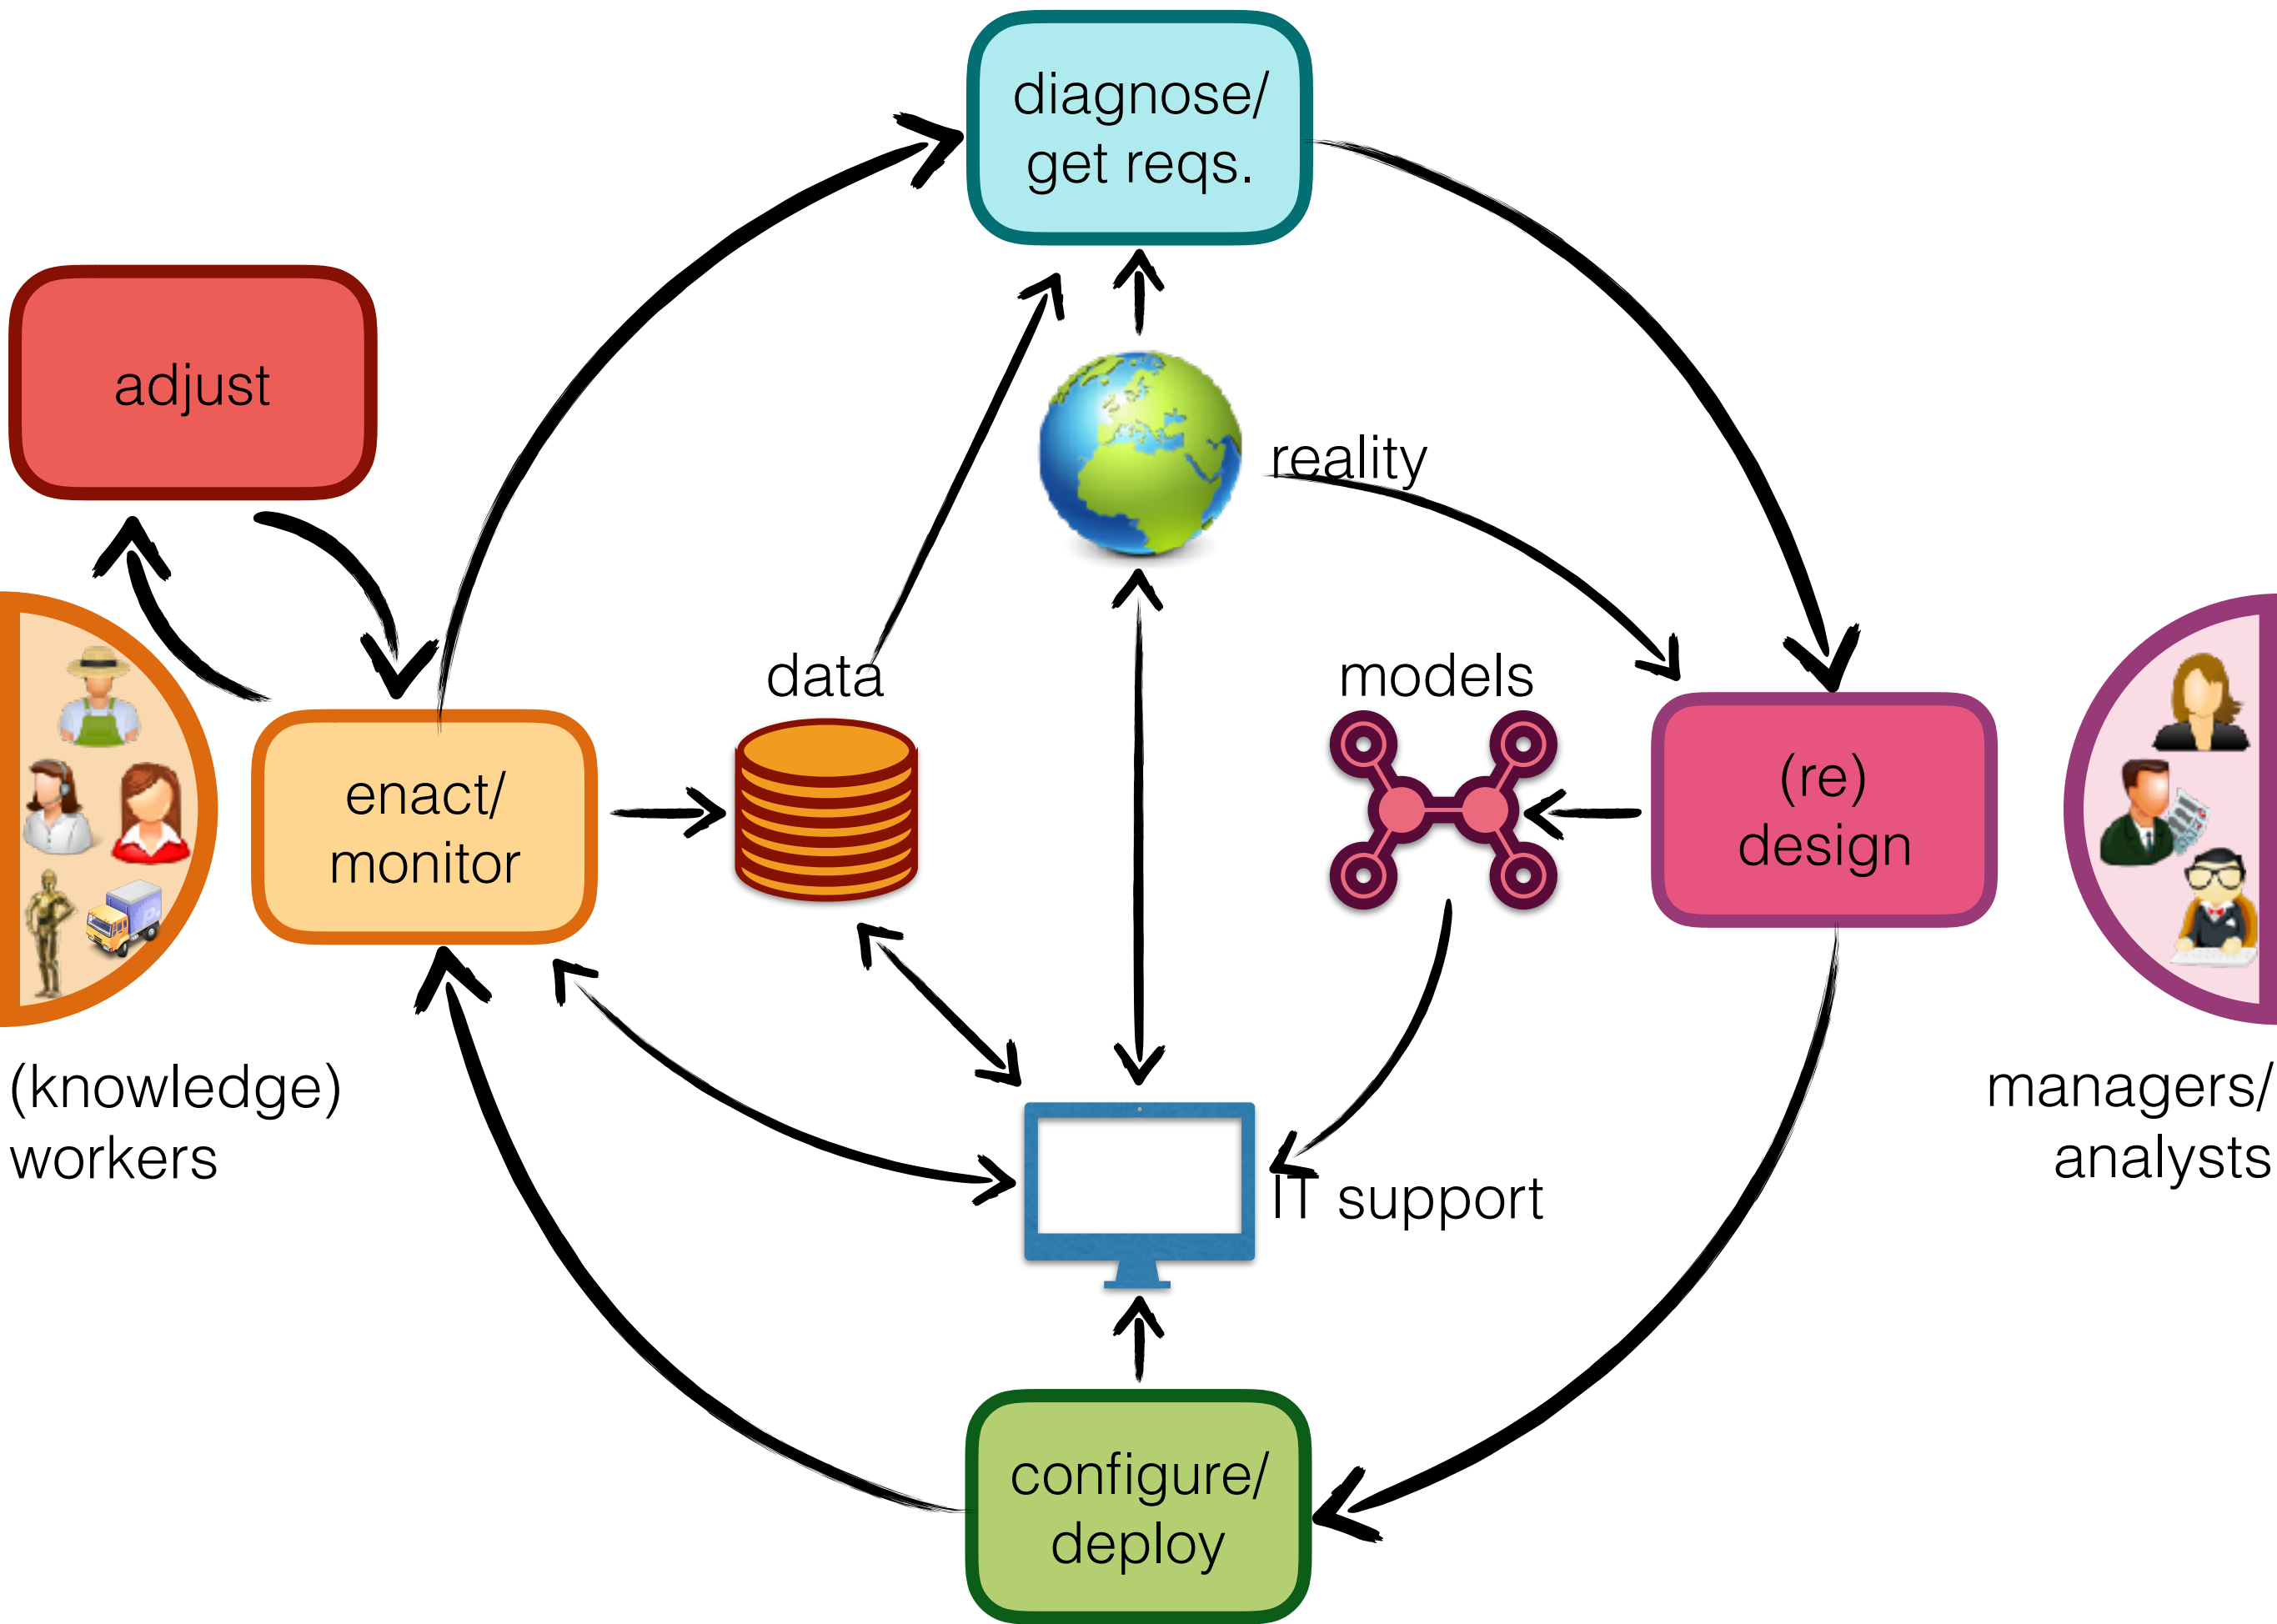 diagnose/
get reqs.
adjust
reality
data
models
enact/
monitor
(re)
design
(knowledge)
workers
managers/
analysts
IT support
configure/
deploy